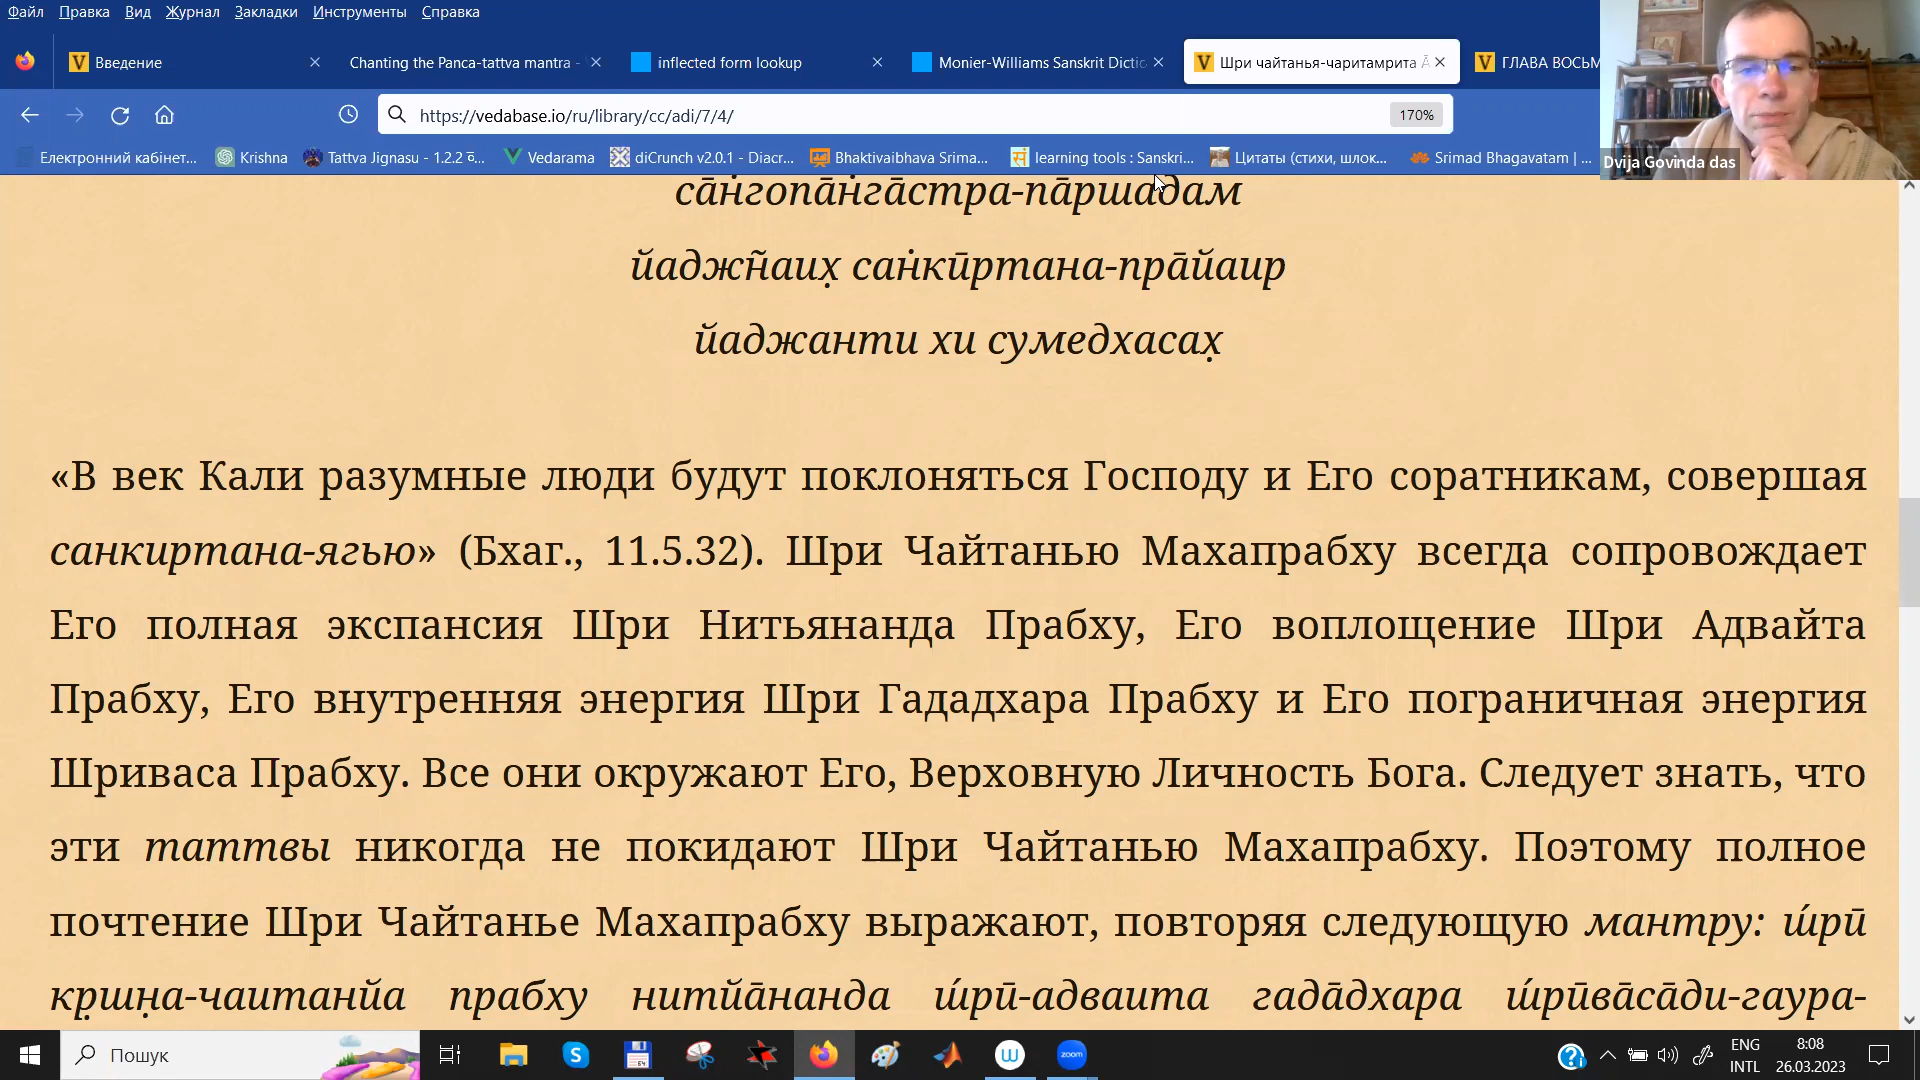 Файл Правка Вид Журнал Закладки Инструменты Справка
Введение
Chanting the Panca-tattva mantra -
inflected form lookup
Monier-Williams Sanskrit Dictic
Шри чайтанья-чаритамрита Ā
ГЛАВА ВОСЬМ
https://vedabase.io/ru/library/cc/adi/7/4/
170%
Електронний кабінет...
Krishna
Tattva Jignasu - 1.2.2 र...
Vedarama
diCrunch v2.0.1 - Diacr...
Bhaktivaibhava Srima...
learning tools : Sanskri...
Цитаты (стихи, шлок...
Srimad Bhagavatam | ...
Dvija Govinda das
са̄н̇гопа̄н̇га̄стра-па̄ршадам
йаджн̃аих̣ сан̇кӣртана-пра̄йаир
йаджанти хи сумедхасах̣
«В век Кали разумные люди будут поклоняться Господу и Его соратникам, совершая
санкиртана-ягью» (Бхаг., 11.5.32). Шри Чайтанью Махапрабху всегда сопровождает
Его полная экспансия Шри Нитьянанда Прабху, Его воплощение Шри Адвайта
Прабху, Его внутренняя энергия Шри Гададхара Прабху и Его пограничная энергия
Шриваса Прабху. Все они окружают Его, Верховную Личность Бога. Следует знать, что
эти таттвы никогда не покидают Шри Чайтанью Махапрабху. Поэтому полное
почтение Шри Чайтанье Махапрабху выражают, повторяя следующую мантру: ш́рӣ
кр̣шн̣а-чаитанйа прабху нитйа̄нанда ш́рӣ-адваита гада̄дхара ш́рӣва̄са̄ди-гаура-
Пошук
zoom
ENG
INTL
8:08
26.03.2023